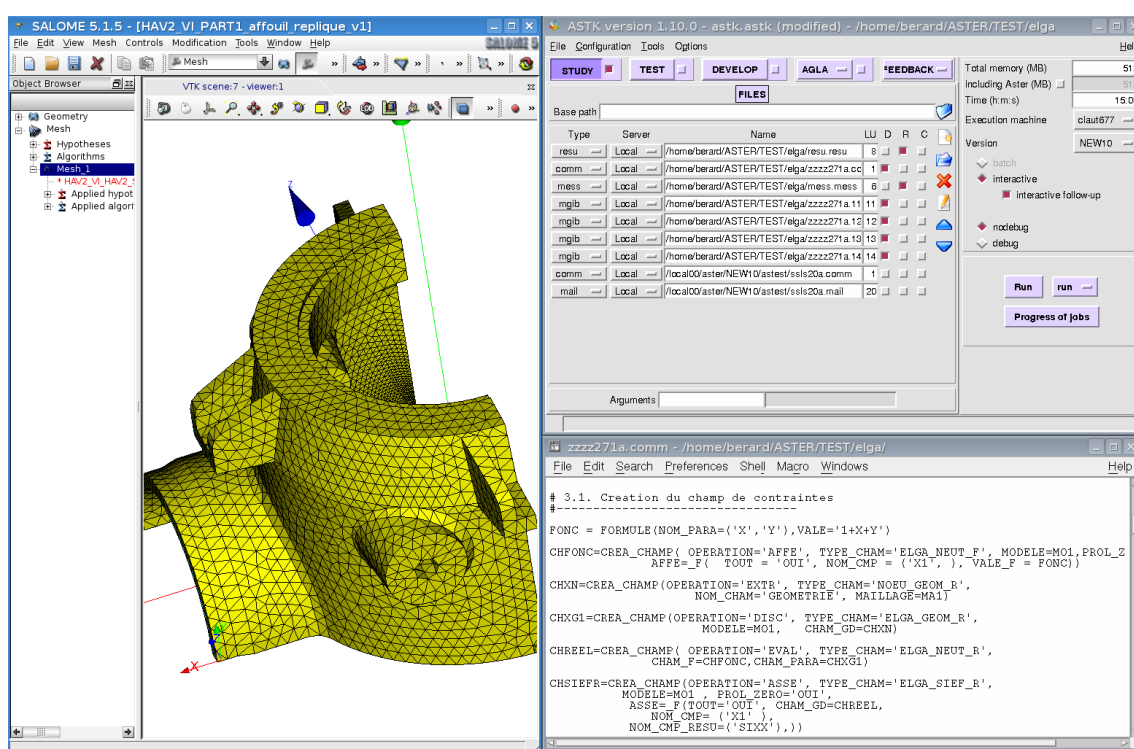 SALOME 5.1.5 - [HAV2_VI_PART1_affouil_replique_v1]
File Edit View Mesh Controls Modification Tools Window Help
SALOME 5
Mesh
Object Browser
VTK scene:7 - viewer:1
Geometry
Mesh
Hypotheses
Algorithms
Mesh_1
* HAV2_VI_HAV2_
Applied hypot
Applied algori
Z
X
ASTK version 1.10.0 - astk.astk (modified) - /home/berard/ASTER/TEST/elga
File Configuration Tools Options Hel
STUDY TEST DEVELOP AGLA FEEDBACK
FILES
Base path
Type Server Name LU D R C
resu Local /home/berard/ASTER/TEST/elga/resu.resu 8
comm Local /home/berard/ASTER/TEST/elga/zzzz271a.cc 1
mess Local /home/berard/ASTER/TEST/elga/mess.mess 6
mgib Local /home/berard/ASTER/TEST/elga/zzzz271a.11 11
mgib Local /home/berard/ASTER/TEST/elga/zzzz271a.12 12
mgib Local /home/berard/ASTER/TEST/elga/zzzz271a.13 13
mgib Local /home/berard/ASTER/TEST/elga/zzzz271a.14 14
comm Local /local00/aster/NEW10/astest/ssls20a.comm 1
mail Local /local00/aster/NEW10/astest/ssls20a.mail 20
Arguments
Total memory (MB) 51
including Aster (MB) 51
Time (h:m:s) 15:0
Execution machine claut677
Version NEW10
batch
interactive
interactive follow-up
nodebug
debug
Run run
Progress of jobs
zzzz271a.comm - /home/berard/ASTER/TEST/elga/
File Edit Search Preferences Shell Macro Windows Help
# 3.1. Creation du champ de contraintes
#---------------------------------
FONC = FORMULE(NOM_PARA=('X','Y'),VALE='1+X+Y')
CHFONC=CREA_CHAMP( OPERATION='AFFE', TYPE_CHAM='ELGA_NEUT_F', MODELE=MO1,PROL_Z
AFFE=_F( TOUT = 'OUI', NOM_CMP = ('X1', ), VALE_F = FONC))
CHXN=CREA_CHAMP(OPERATION='EXTR', TYPE_CHAM='NOEU_GEOM_R',
NOM_CHAM='GEOMETRIE', MAILLAGE=MA1)
CHXG1=CREA_CHAMP(OPERATION='DISC', TYPE_CHAM='ELGA_GEOM_R',
MODELE=MO1, CHAM_GD=CHXN)
CHREEL=CREA_CHAMP( OPERATION='EVAL', TYPE_CHAM='ELGA_NEUT_R',
CHAM_F=CHFONC,CHAM_PARA=CHXG1)
CHSIEFR=CREA_CHAMP(OPERATION='ASSE', TYPE_CHAM='ELGA_SIEF_R',
MODELE=MO1 , PROL_ZERO='OUI',
ASSE=_F(TOUT='OUI', CHAM_GD=CHREEL,
NOM_CMP= ('X1' ),
NOM_CMP_RESU=('SIXX'),))